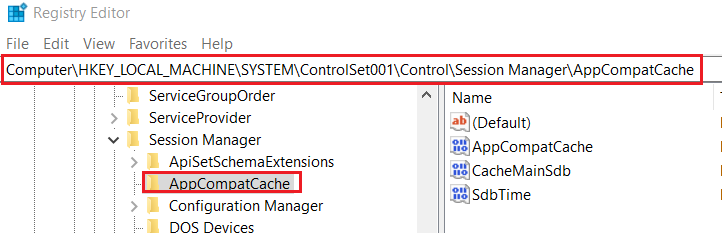 Registry Editor
File Edit View Favorites Help
Computer\HKEY_LOCAL_MACHINE\SYSTEM\ControlSet001\Control\Session Manager\AppCompatCache
ServiceGroupOrder
ServiceProvider
Session Manager
ApiSetSchemaExtensions
AppCompatCache
Configuration Manager
DOS Devices
Name
ab
(Default)
AppCompatCache
CacheMainSdb
SdbTime